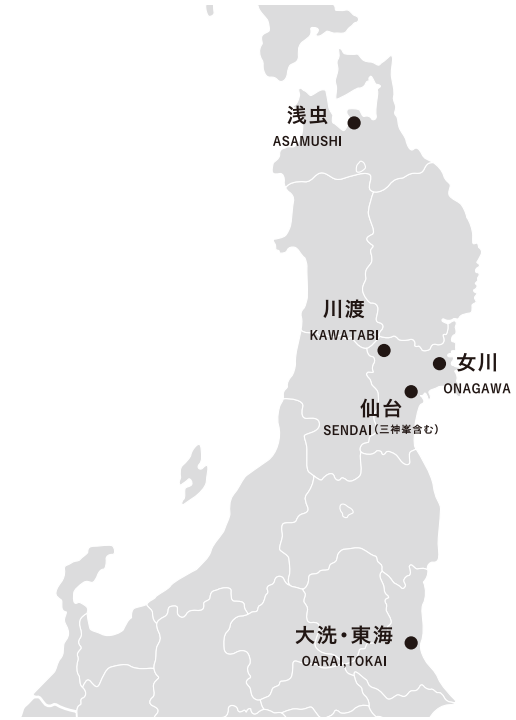 浅虫
ASAMUSHI
川渡
KAWATABI
女川
ONAGAWA
仙台
SENDAI(三神峯含む)
大洗・東海
OARAI,TOKAI